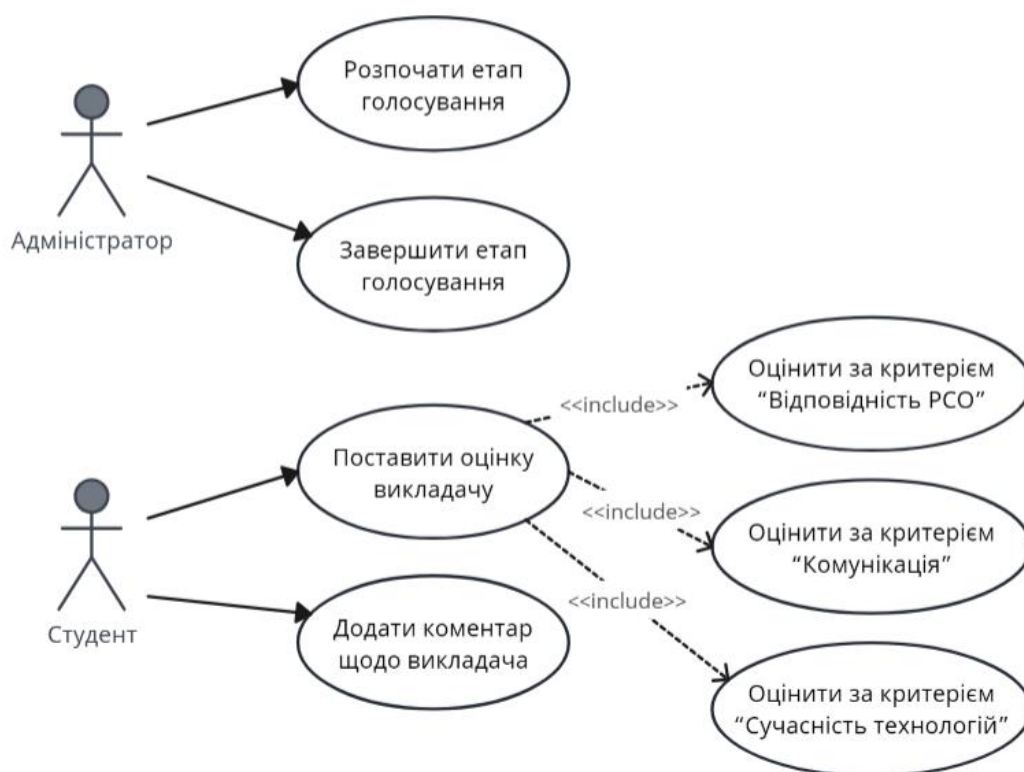 Розпочати етап
голосування
Адміністратор
Завершити етап
голосування
Оцінити за критерієм
“Відповідність РСО”
<<include>>
Поставити оцінку
викладачу
<<include>>
Оцінити за критерієм
“Комунікація”
<<include>>
Студент
Додати коментар
щодо викладача
Оцінити за критерієм
“Сучасність технологій”